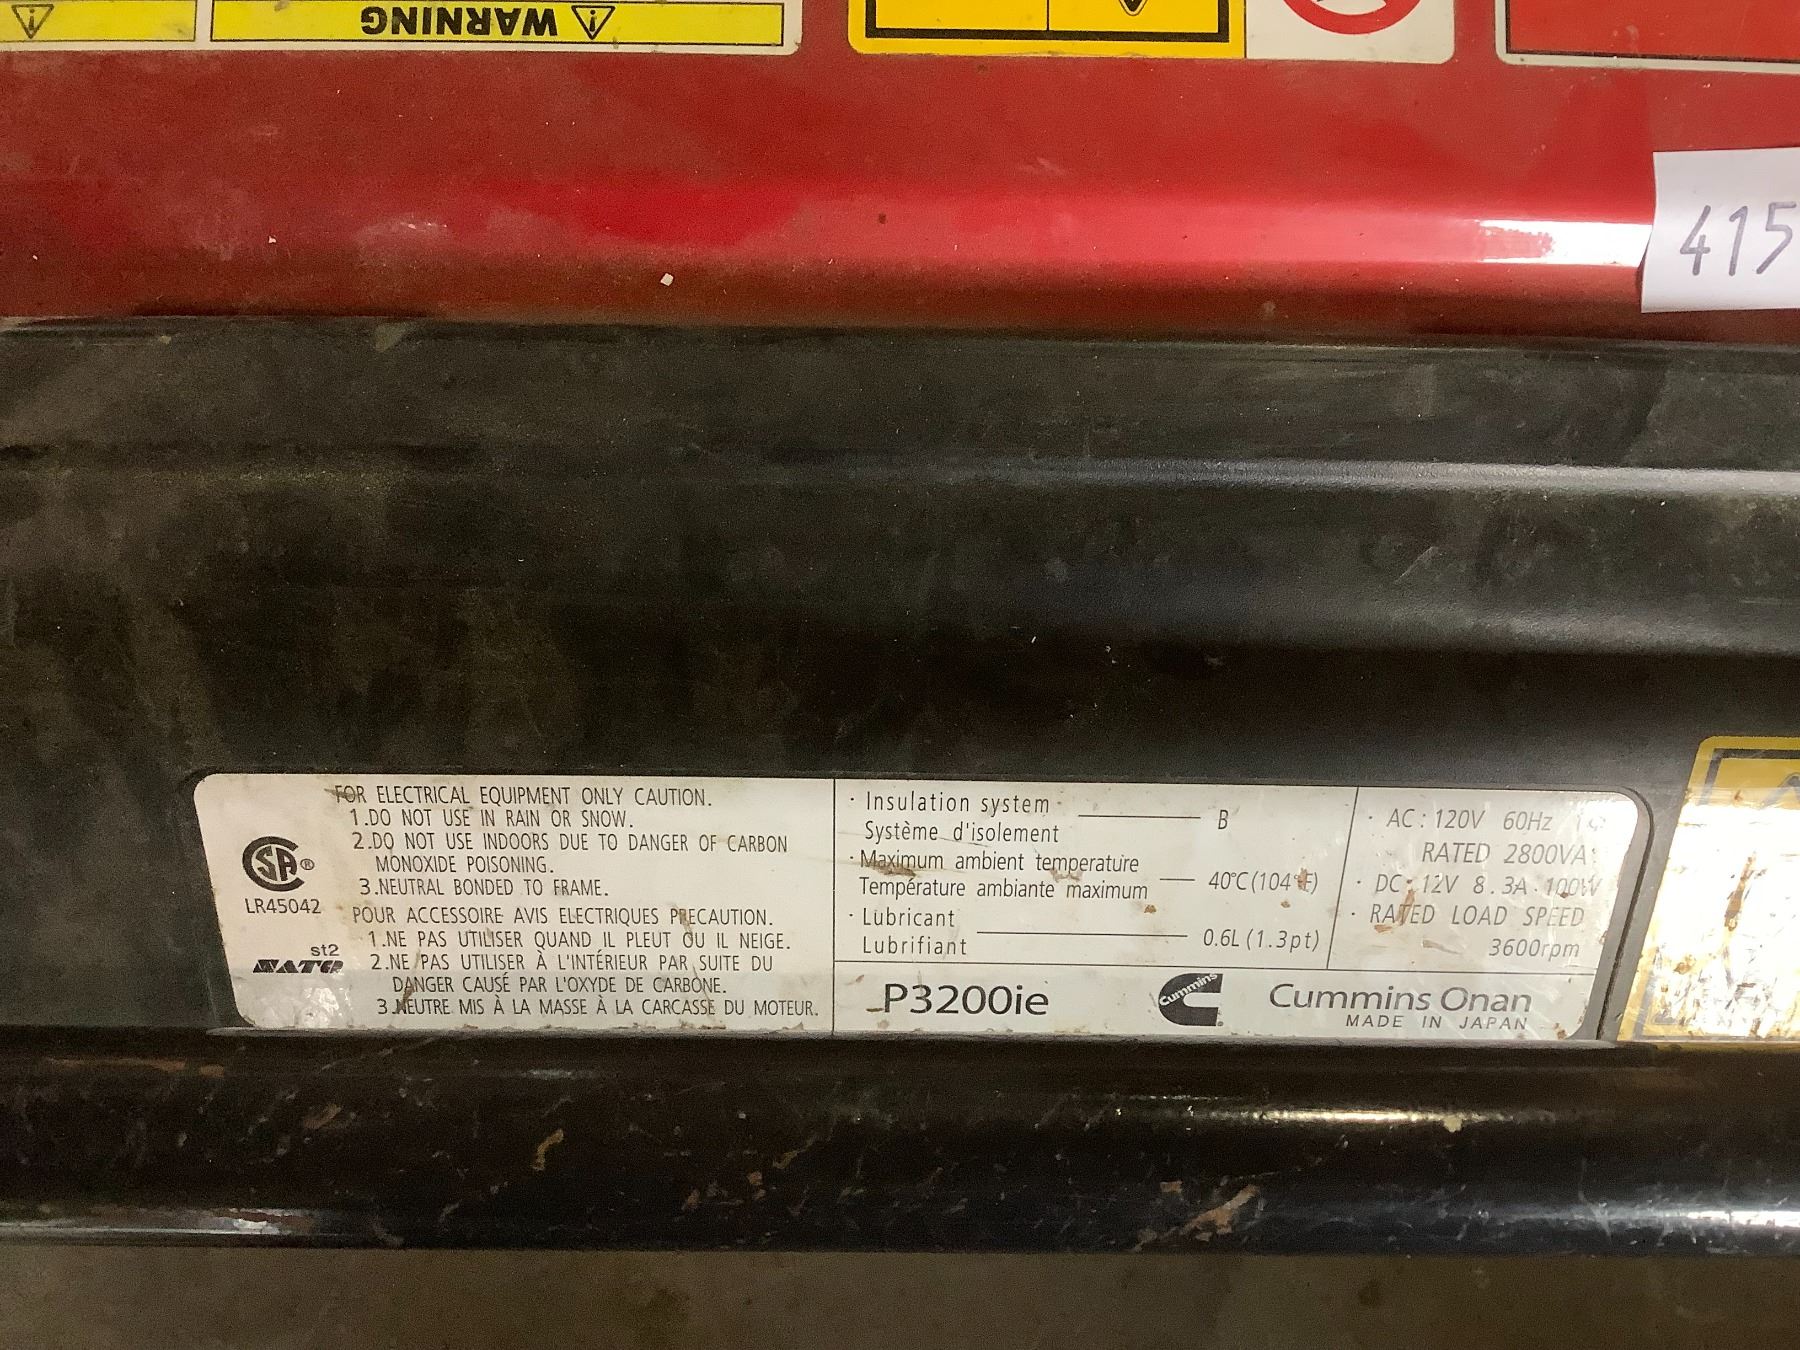 WARNING
415
FOR ELECTRICAL EQUIPMENT ONLY CAUTION.
1.DO NOT USE IN RAIN OR SNOW.
2.DO NOT USE INDOORS DUE TO DANGER OF CARBON
MONOXIDE POISONING.
3.NEUTRAL BONDED TO FRAME.
POUR ACCESSOIRE AVIS ELECTRIQUES PRECAUTION.
1.NE PAS UTILISER QUAND IL PLEUT OU IL NEIGE.
2.NE PAS UTILISER À L'INTÉRIEUR PAR SUITE DU
DANGER CAUSÉ PAR L'OXYDE DE CARBONE.
3.NEUTRE MIS À LA MASSE À LA CARCASSE DU MOTEUR.
CSA®
LR45042
st2
SATO
· Insulation system
Système d'isolement
B
· Maximum ambient temperature
Température ambiante maximum
40°C(104°F)
· Lubricant
Lubrifiant
0.6L(1.3pt)
· AC: 120V 60Hz
RATED 2800VA
· DC: 12V 8.3A·100W
· RATED LOAD SPEED
3600rpm
P3200ie
Cummins
Cummins Onan
MADE IN JAPAN